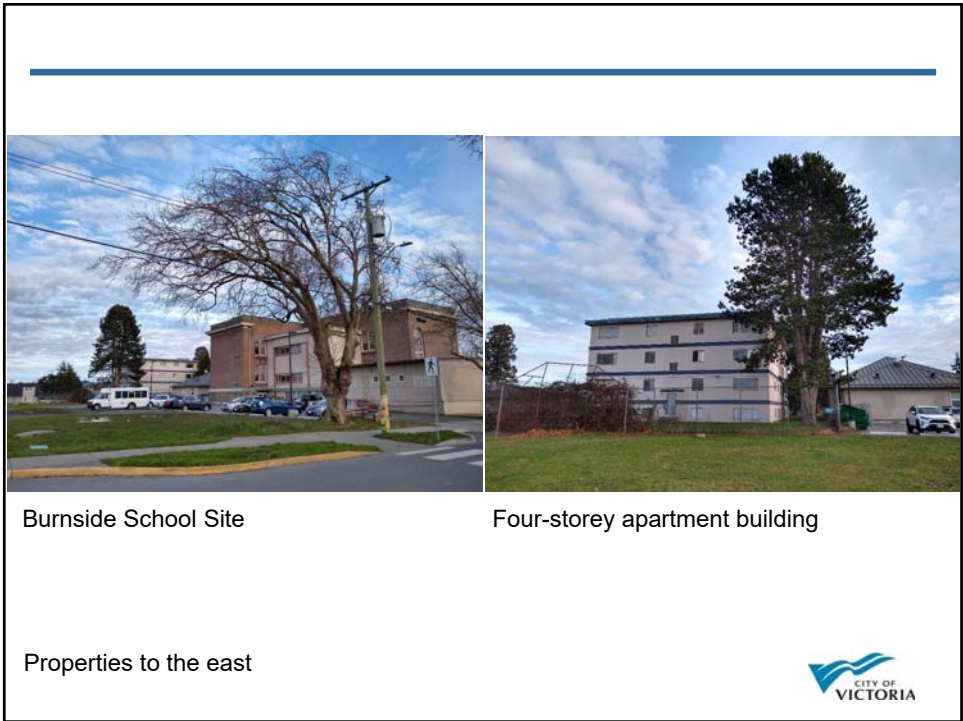 Burnside School Site
Four-storey apartment building
Properties to the east
CITY OF
VICTORIA